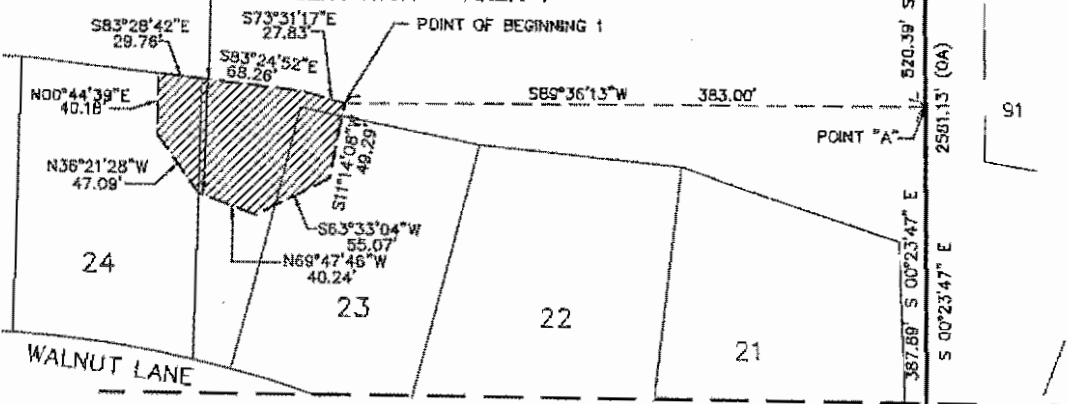 S83°28'42"E
29.76'
S73°31'17"E
27.83'
POINT OF BEGINNING 1
S83°24'52"E
68.26'
N00°44'39"E
40.18'
S89°36'13"W 383.00'
POINT "A"
520.39'
2581.13' (OA)
91
N36°21'28"W
47.09'
S11°14'08"W
49.29'
S63°33'04"W
55.07'
N69°47'46"W
40.24'
24
23
22
21
387.89' S 00°23'47" E
S 00°23'47" E
WALNUT LANE